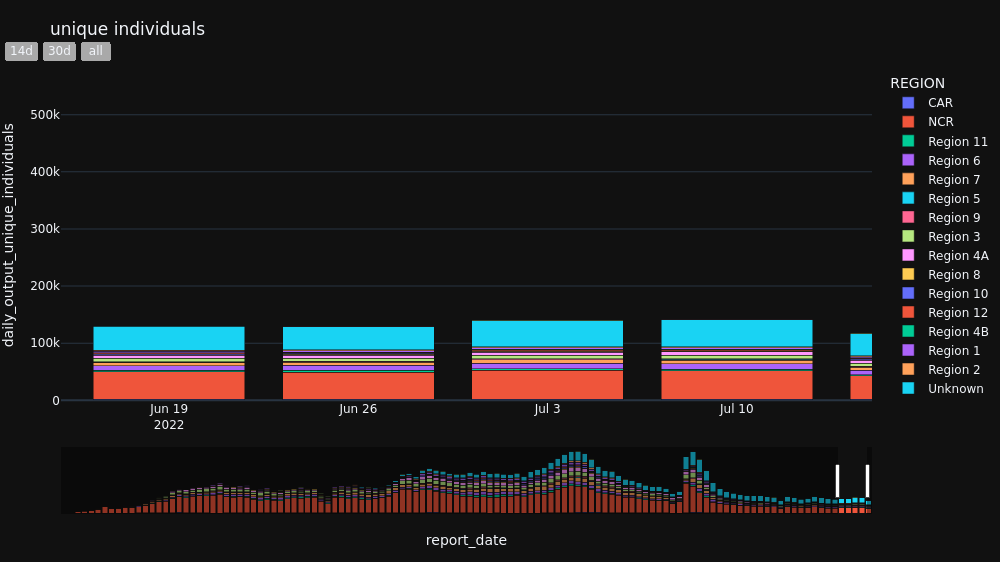 unique individuals
14d 30d all
daily_output_unique_individuals
500k
400k
300k
200k
100k
0
Jun 19 Jun 26 Jul 3 Jul 10
2022
report_date
REGION
CAR
NCR
Region 11
Region 6
Region 7
Region 5
Region 9
Region 3
Region 4A
Region 8
Region 10
Region 12
Region 4B
Region 1
Region 2
Unknown